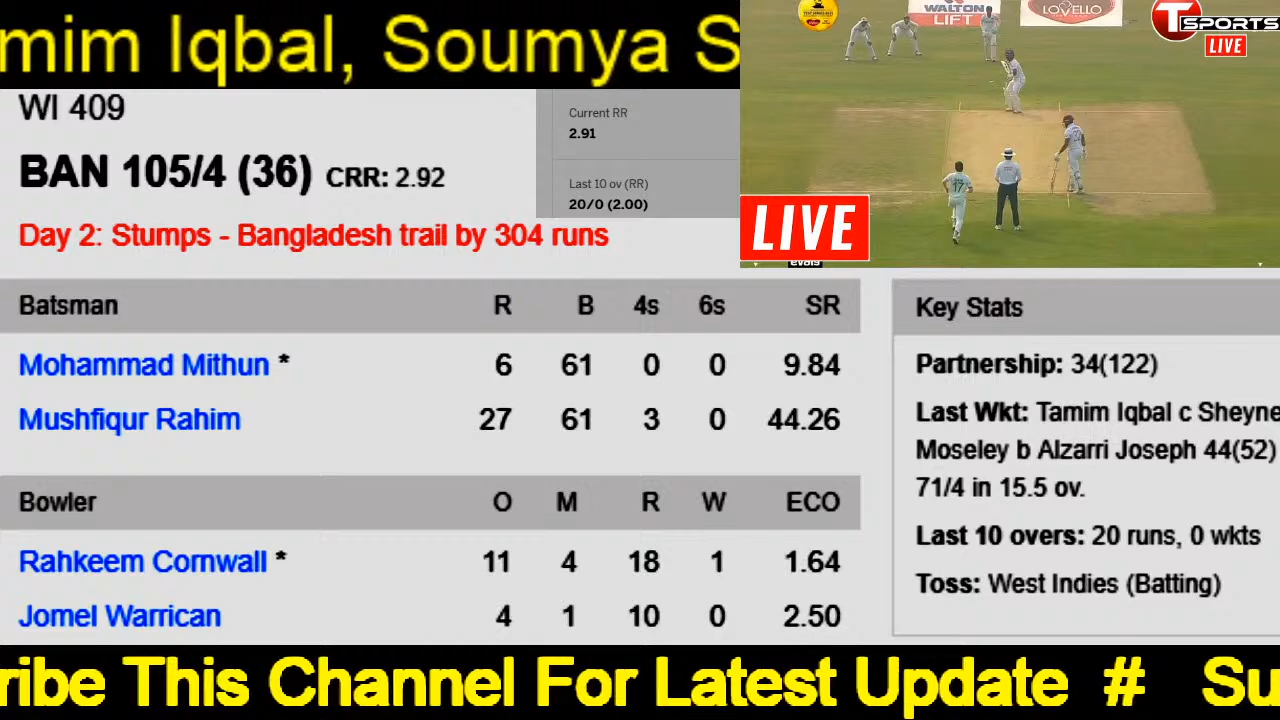 mim Iqbal, Soumya S
WI 409
BAN 105/4 (36) CRR: 2.92
Day 2: Stumps - Bangladesh trail by 304 runs
Current RR
2.91
Last 10 ov (RR)
20/0 (2.00)
WALTON
LIFT
LOVELLO
T SPORTS
LIVE
17
LIVE
evals
Batsman R B 4s 6s SR
Mohammad Mithun * 6 61 0 0 9.84
Mushfiqur Rahim 27 61 3 0 44.26
Bowler O M R W ECO
Rahkeem Cornwall * 11 4 18 1 1.64
Jomel Warrican 4 1 10 0 2.50
Key Stats
Partnership: 34(122)
Last Wkt: Tamim Iqbal c Sheyne
Moseley b Alzarri Joseph 44(52)
71/4 in 15.5 ov.
Last 10 overs: 20 runs, 0 wkts
Toss: West Indies (Batting)
ribe This Channel For Latest Update # Su